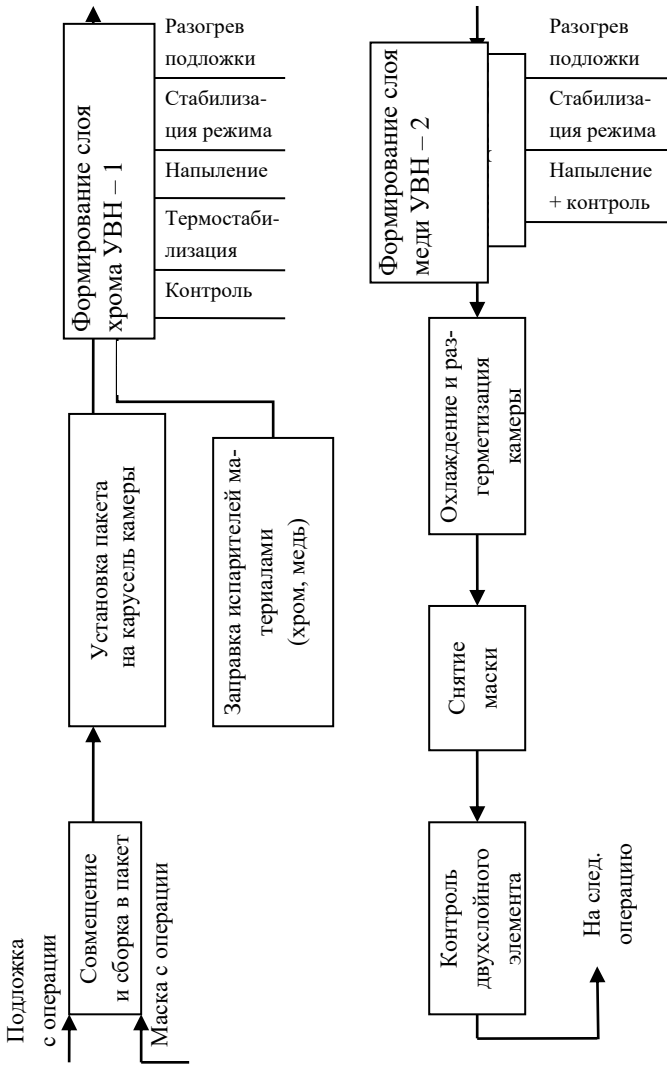 Подложка
с операции
Маска с операции
Совмещение
и сборка в пакет
Установка пакета
на карусель камеры
Заправка испарителей ма-
териалами
(хром, медь)
Формирование слоя
хрома УВН – 1
Разогрев
подложки
Стабилиза-
ция режима
Напыление
Термостаби-
лизация
Контроль
Формирование слоя
меди УВН – 2
Разогрев
подложки
Стабилиза-
ция режима
Напыление
+ контроль
Охлаждение и раз-
герметизация
камеры
Снятие
маски
Контроль
двухслойного
элемента
На след.
операцию